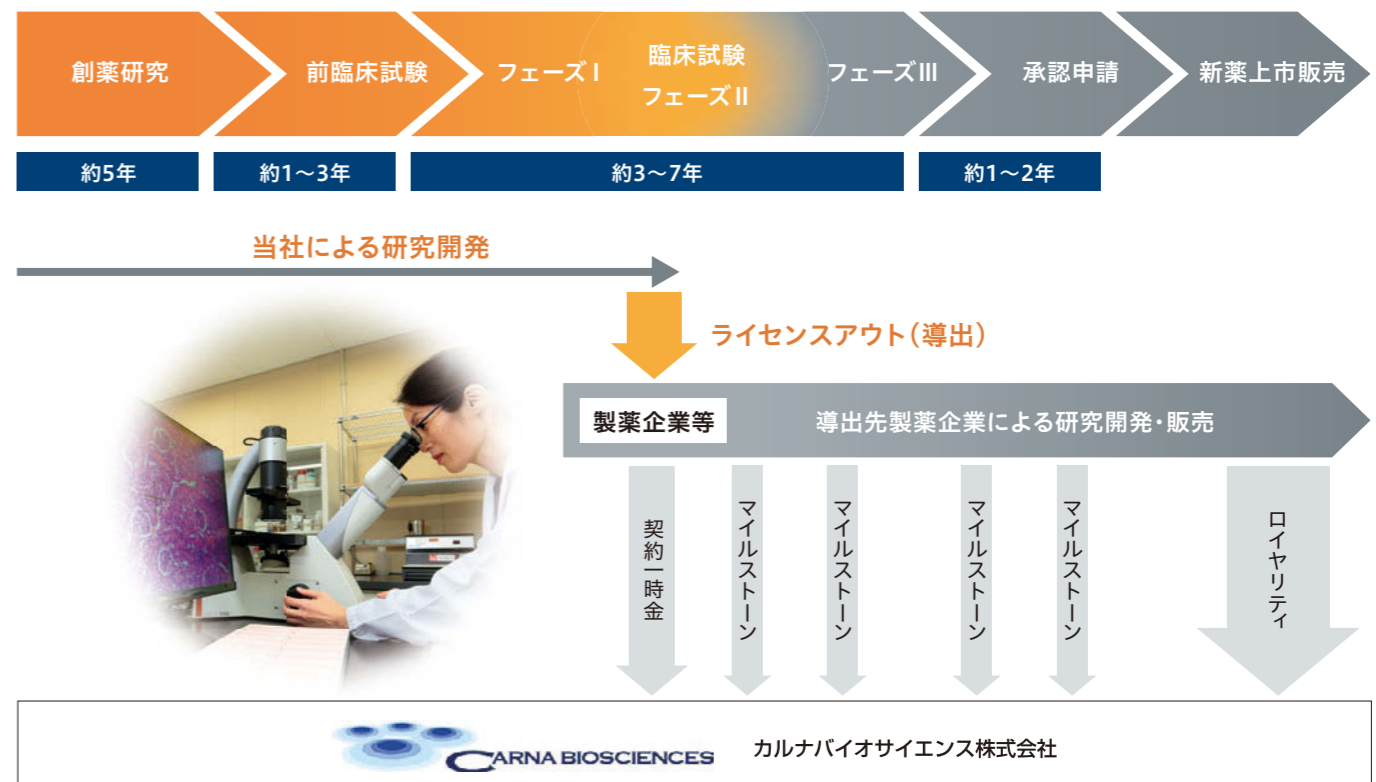 創薬研究
前臨床試験
フェーズⅠ
臨床試験
フェーズⅡ
フェーズⅢ
承認申請
新薬上市販売
約5年
約1〜3年
約3〜7年
約1〜2年
当社による研究開発
ライセンスアウト(導出)
製薬企業等
導出先製薬企業による研究開発・販売
契約一時金
マイルストーン
マイルストーン
マイルストーン
マイルストーン
ロイヤリティ
CARNA BIOSCIENCES
カルナバイオサイエンス株式会社